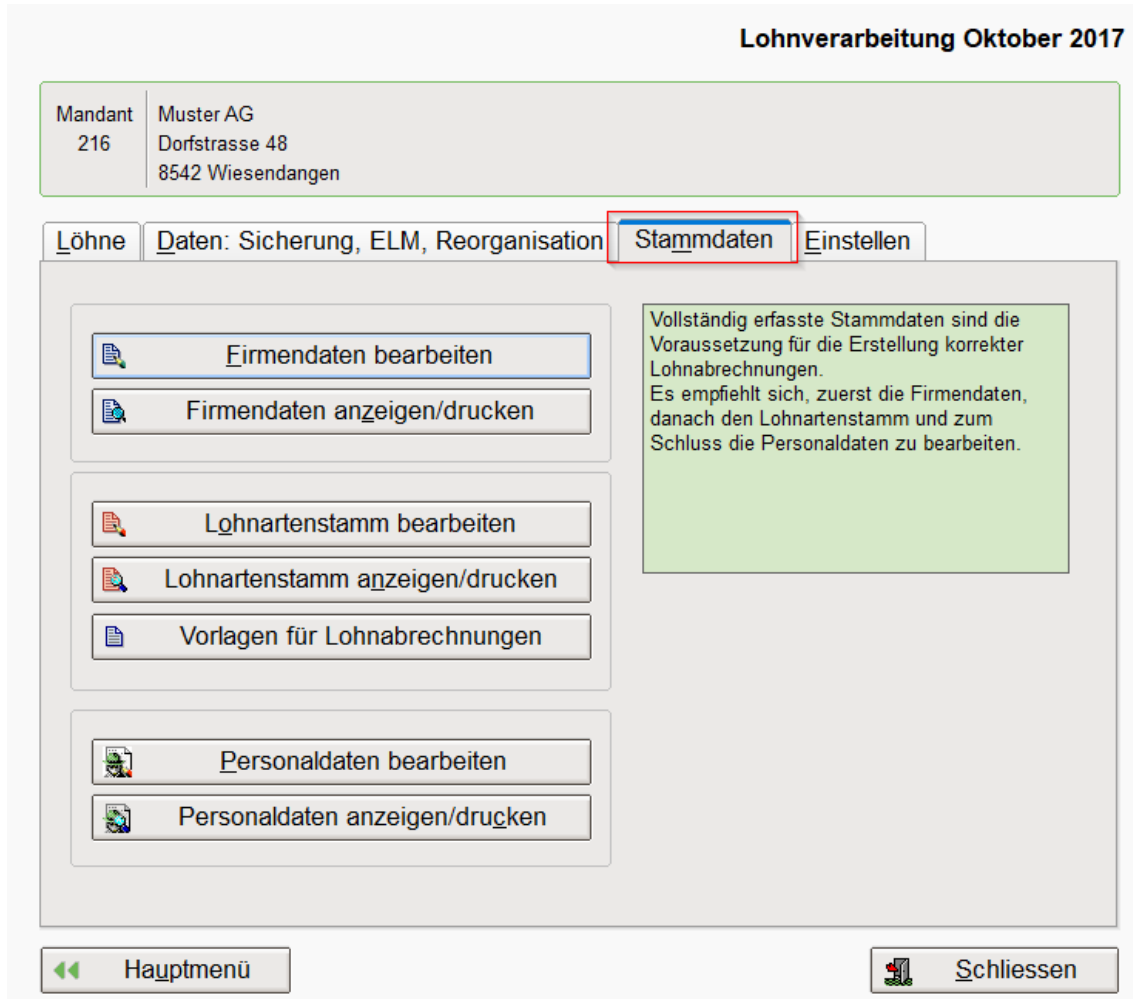 Lohnverarbeitung Oktober 2017
Mandant
216
Muster AG
Dorfstrasse 48
8542 Wiesendangen
Löhne
Daten: Sicherung, ELM, Reorganisation
Stammdaten
Einstellen
Firmendaten bearbeiten
Firmendaten anzeigen/drucken
Lohnartenstamm bearbeiten
Lohnartenstamm anzeigen/drucken
Vorlagen für Lohnabrechnungen
Personaldaten bearbeiten
Personaldaten anzeigen/drucken
Vollständig erfasste Stammdaten sind die
Voraussetzung für die Erstellung korrekter
Lohnabrechnungen.
Es empfiehlt sich, zuerst die Firmendaten,
danach den Lohnartenstamm und zum
Schluss die Personaldaten zu bearbeiten.
Hauptmenü
Schliessen